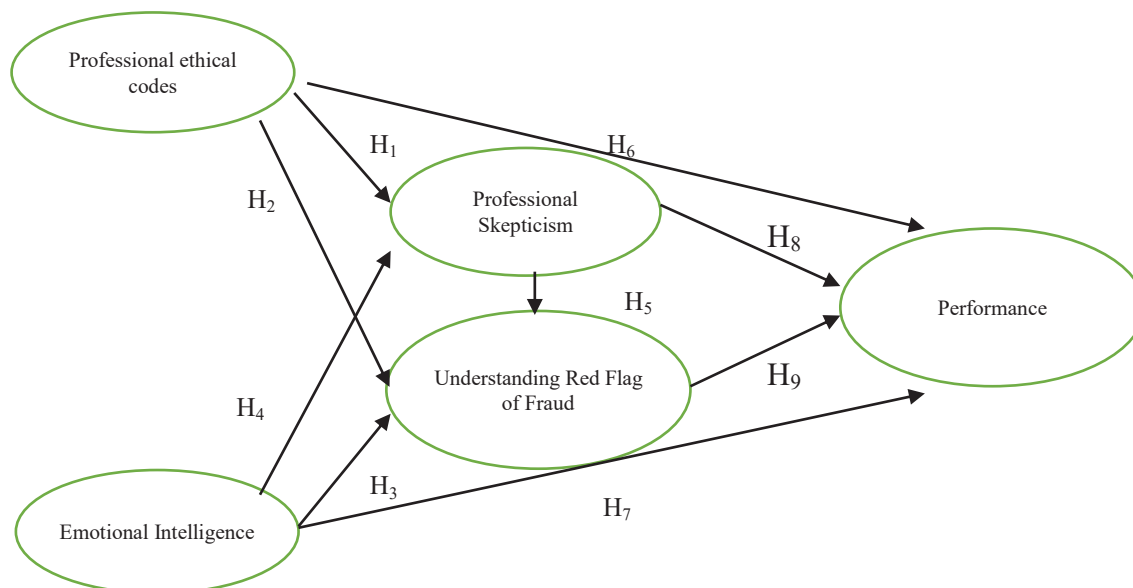 Professional ethical
codes
H₁
H₆
H₂
Professional
Skepticism
H₈
H₅
Performance
Understanding Red Flag
of Fraud
H₉
H₄
H₃
H₇
Emotional Intelligence